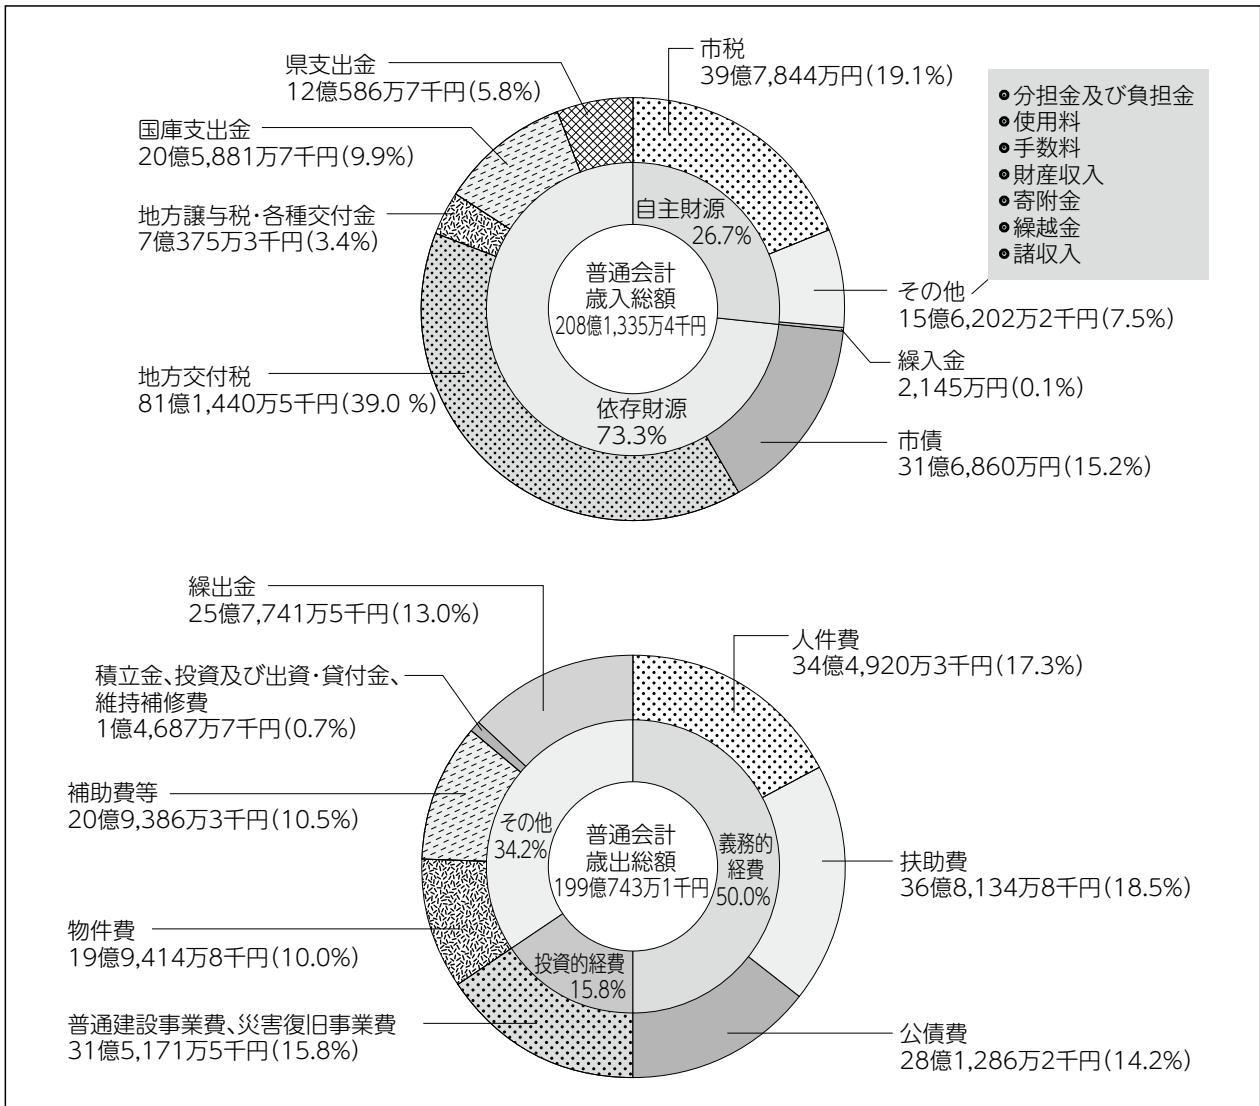 県支出金
12億586万7千円(5.8%)
国庫支出金
20億5,881万7千円(9.9%)
地方譲与税・各種交付金
7億375万3千円(3.4%)
地方交付税
81億1,440万5千円(39.0 %)
市税
39億7,844万円(19.1%)
分担金及び負担金
使用料
手数料
財産収入
寄附金
繰越金
諸収入
その他
15億6,202万2千円(7.5%)
繰入金
2,145万円(0.1%)
市債
31億6,860万円(15.2%)
自主財源
26.7%
普通会計
歳入総額
208億1,335万4千円
依存財源
73.3%
繰出金
25億7,741万5千円(13.0%)
積立金、投資及び出資・貸付金、
維持補修費
1億4,687万7千円(0.7%)
補助費等
20億9,386万3千円(10.5%)
物件費
19億9,414万8千円(10.0%)
普通建設事業費、災害復旧事業費
31億5,171万5千円(15.8%)
人件費
34億4,920万3千円(17.3%)
扶助費
36億8,134万8千円(18.5%)
公債費
28億1,286万2千円(14.2%)
その他
34.2%
普通会計
歳出総額
199億743万1千円
義務的
経費
50.0%
投資的経費
15.8%